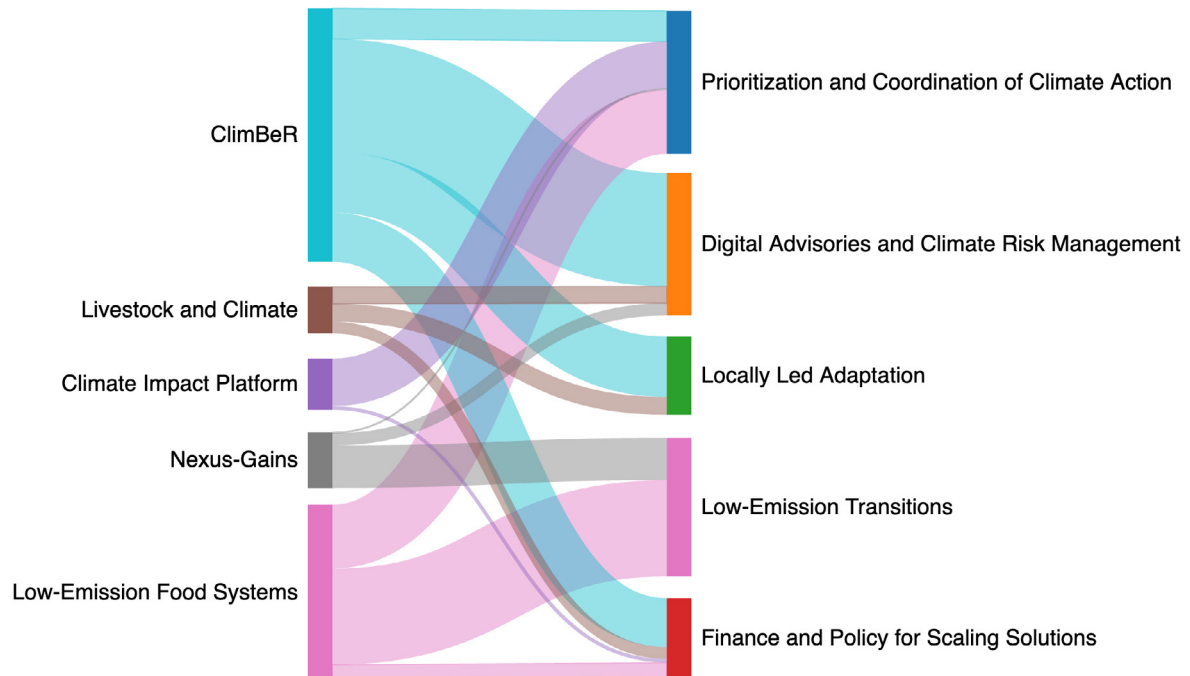 ClimBeR
Livestock and Climate
Climate Impact Platform
Nexus-Gains
Low-Emission Food Systems
Prioritization and Coordination of Climate Action
Digital Advisories and Climate Risk Management
Locally Led Adaptation
Low-Emission Transitions
Finance and Policy for Scaling Solutions